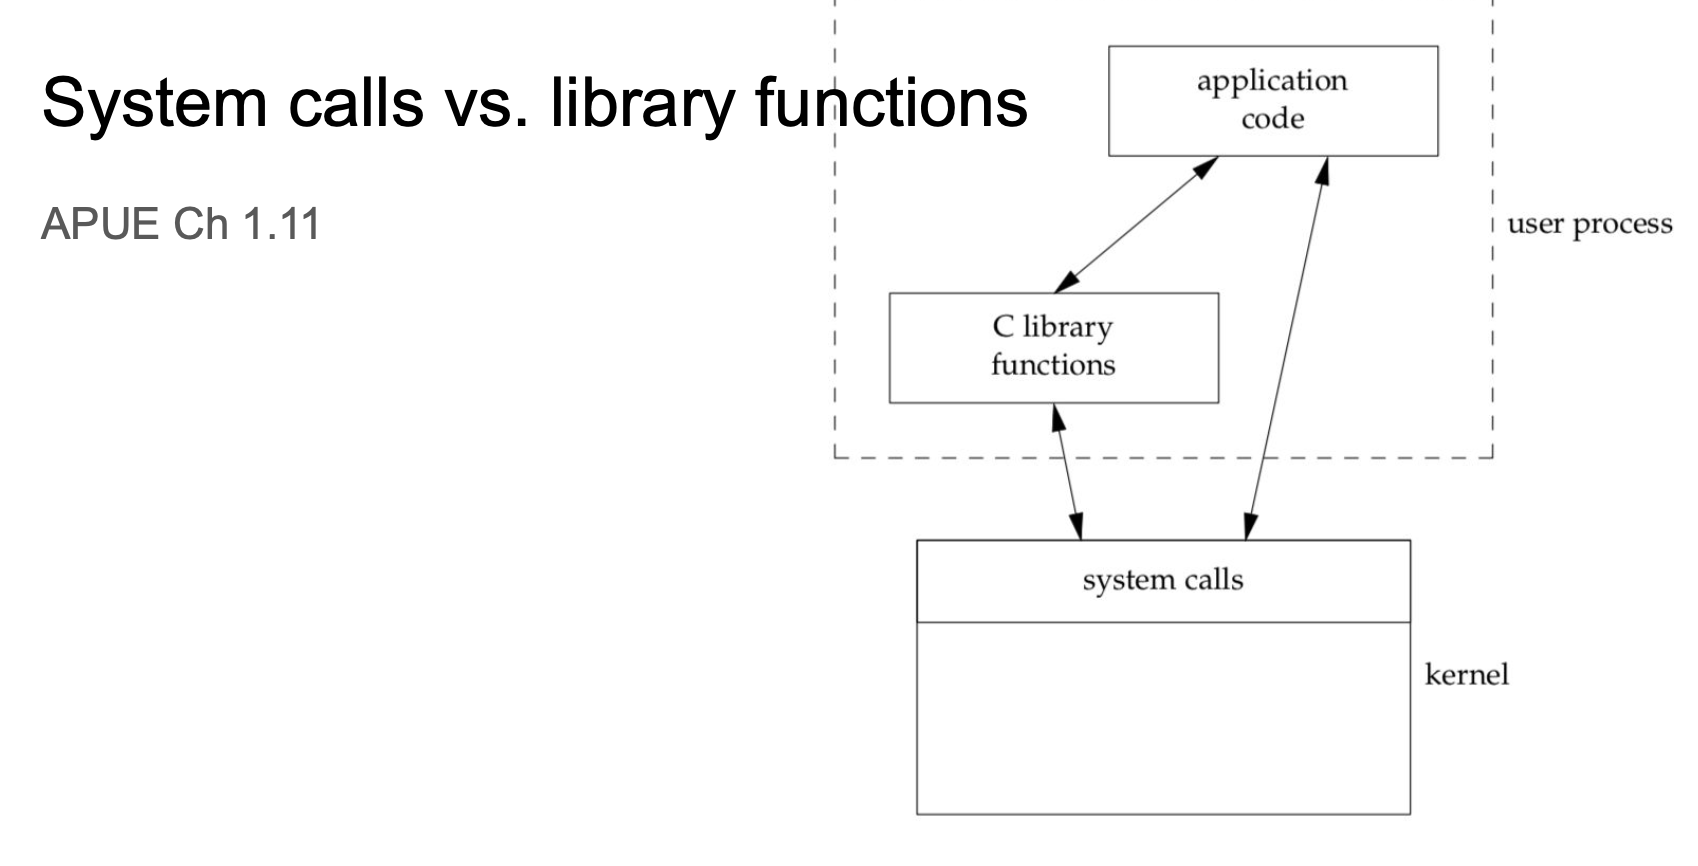 System calls vs. library functions
APUE Ch 1.11
application
code
user process
C library
functions
system calls
kernel